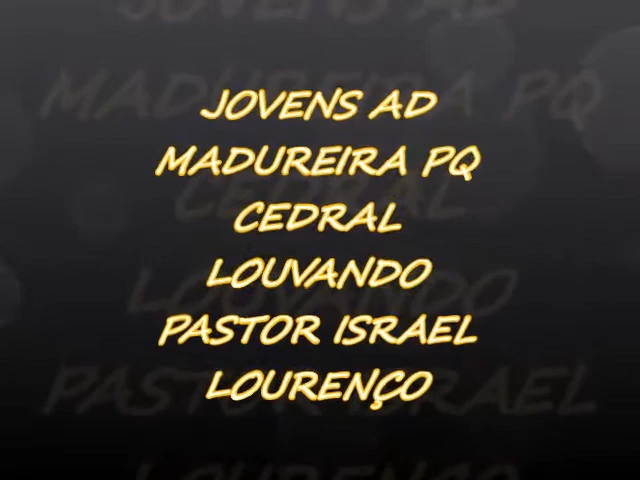 JOVENS AD
MADUREIRA PQ
CEDRAL
LOUVANDO
PASTOR ISRAEL
LOURENÇO